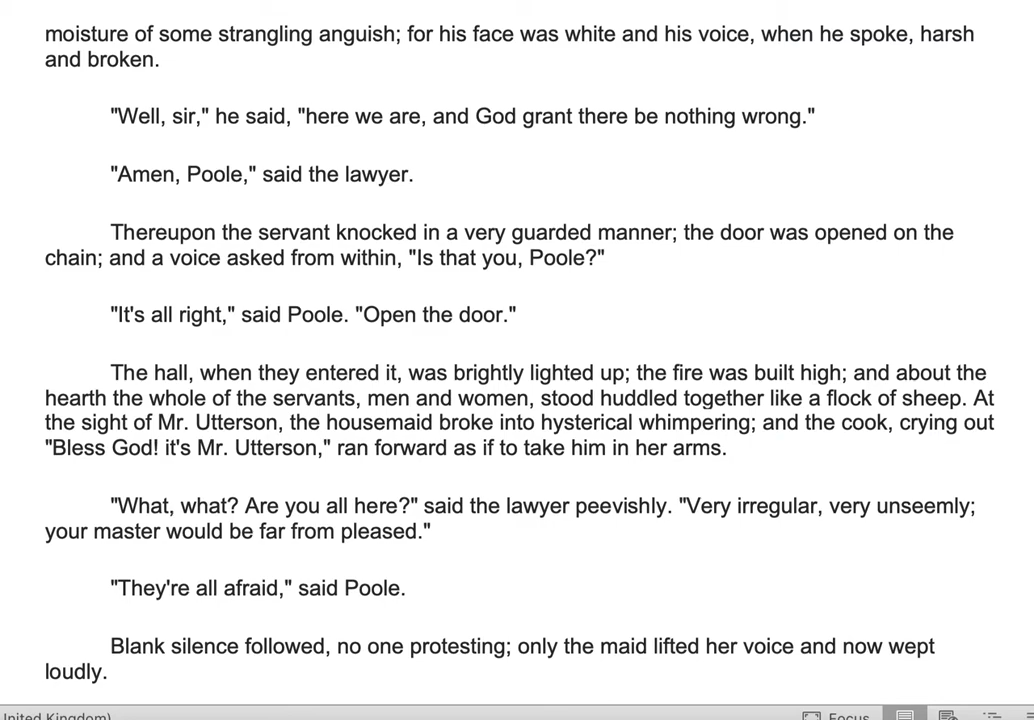 moisture of some strangling anguish; for his face was white and his voice, when he spoke, harsh
and broken.
"Well, sir," he said, "here we are, and God grant there be nothing wrong."
"Amen, Poole," said the lawyer.
Thereupon the servant knocked in a very guarded manner; the door was opened on the
chain; and a voice asked from within, "Is that you, Poole?"
"It's all right," said Poole. "Open the door."
The hall, when they entered it, was brightly lighted up; the fire was built high; and about the
hearth the whole of the servants, men and women, stood huddled together like a flock of sheep. At
the sight of Mr. Utterson, the housemaid broke into hysterical whimpering; and the cook, crying out
"Bless God! it's Mr. Utterson," ran forward as if to take him in her arms.
"What, what? Are you all here?" said the lawyer peevishly. "Very irregular, very unseemly;
your master would be far from pleased."
"They're all afraid," said Poole.
Blank silence followed, no one protesting; only the maid lifted her voice and now wept
loudly.
United Kingdom)
Focus